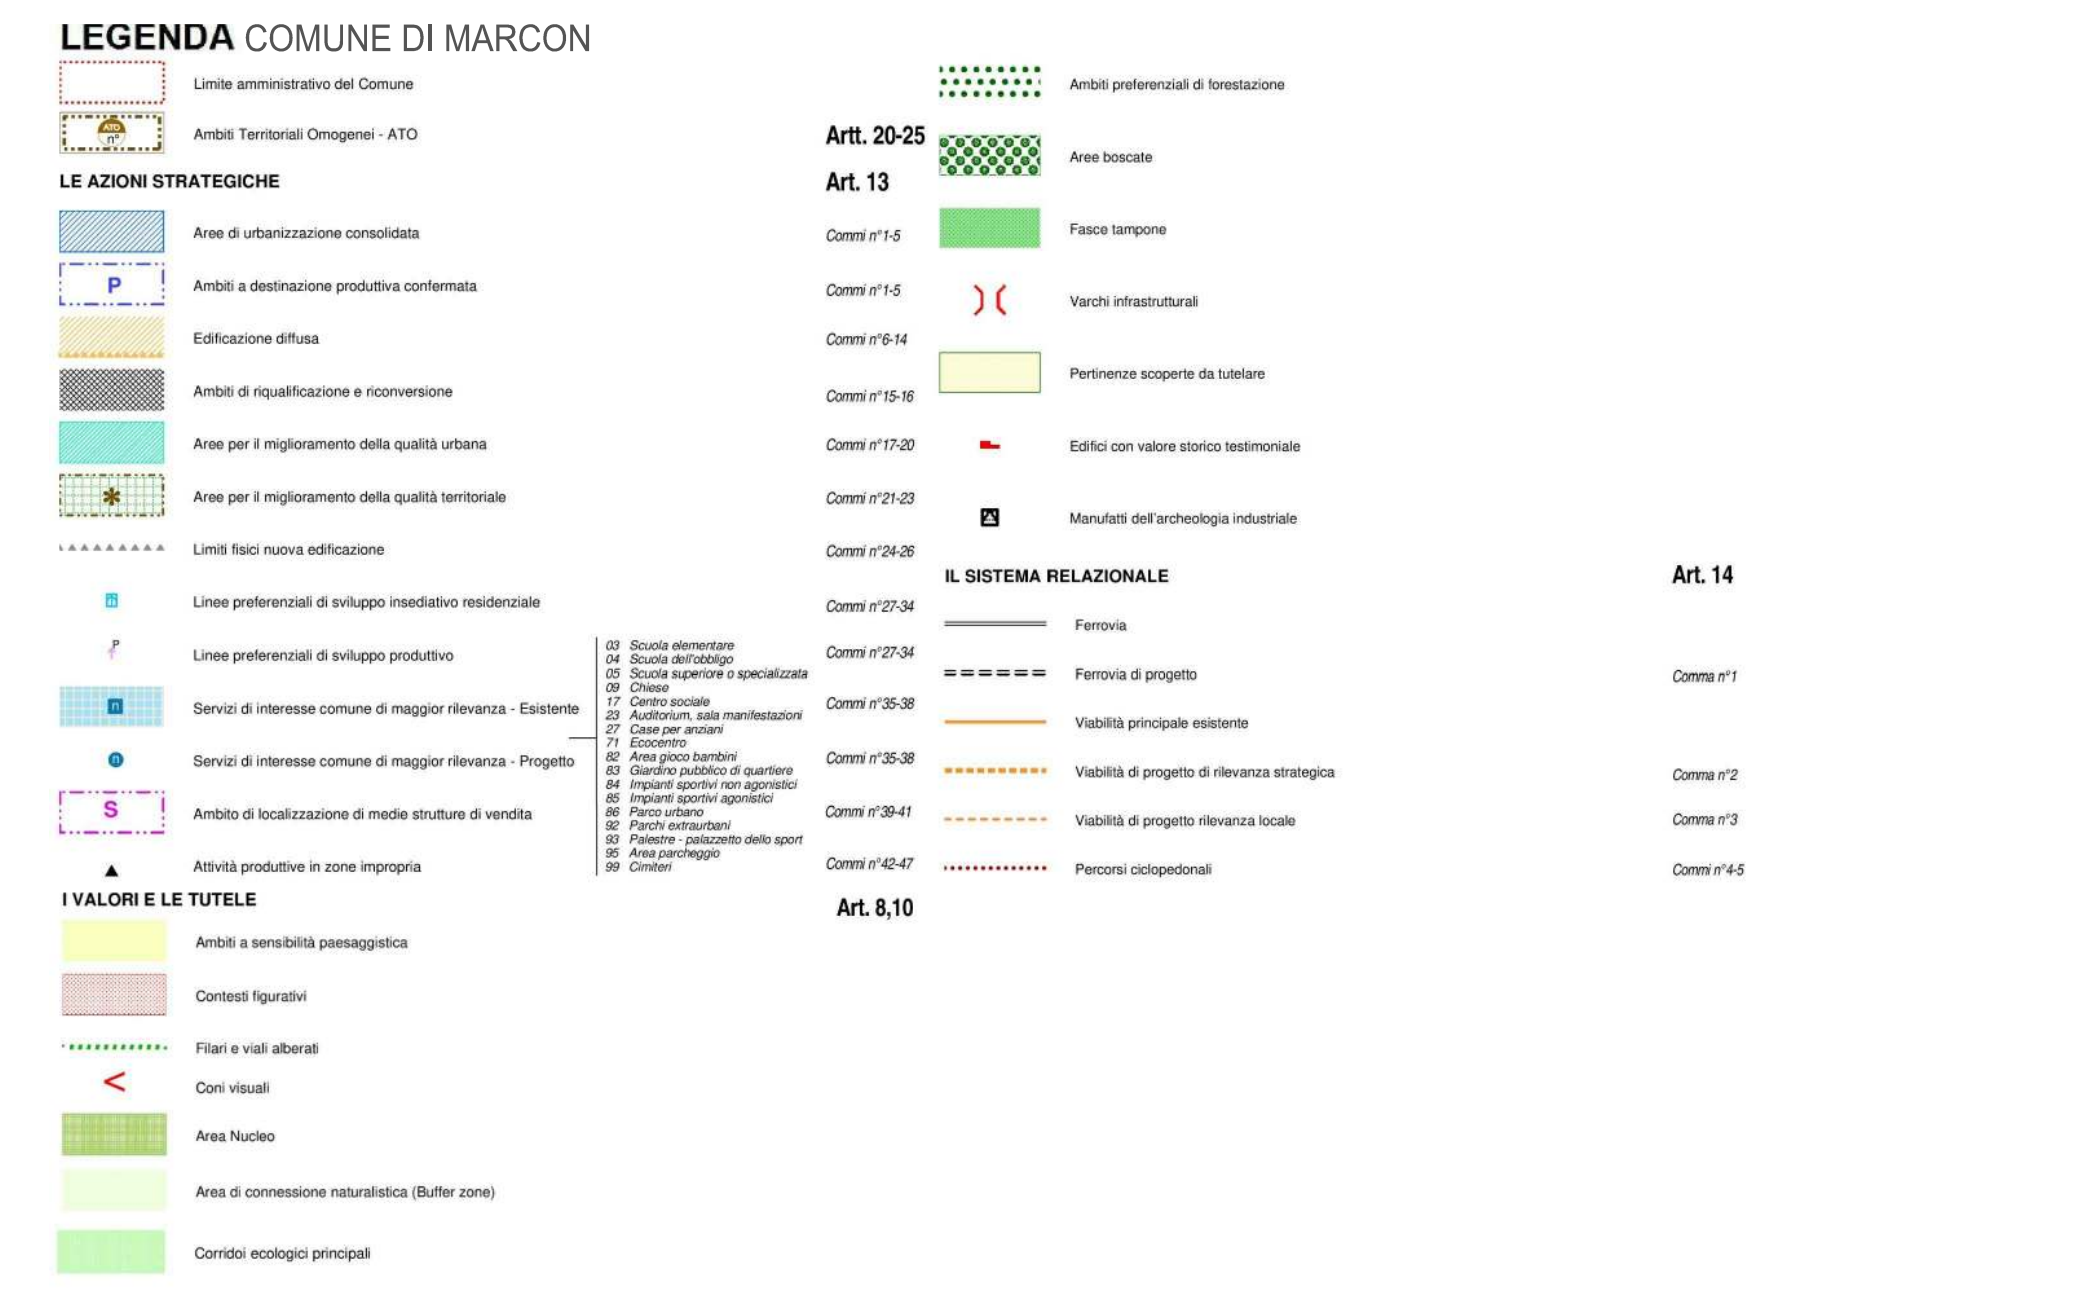 LEGENDA COMUNE DI MARCON
Limite amministrativo del Comune
ATO
n°
Ambiti Territoriali Omogenei - ATO
Artt. 20-25
LE AZIONI STRATEGICHE
Art. 13
Aree di urbanizzazione consolidata
Commi n°1-5
P
Ambiti a destinazione produttiva confermata
Commi n°1-5
Edificazione diffusa
Commi n°6-14
Ambiti di riqualificazione e riconversione
Commi n°15-16
Aree per il miglioramento della qualità urbana
Commi n°17-20
Aree per il miglioramento della qualità territoriale
Commi n°21-23
Limiti fisici nuova edificazione
Commi n°24-26
Linee preferenziali di sviluppo insediativo residenziale
Commi n°27-34
P
Linee preferenziali di sviluppo produttivo
Commi n°27-34
n
Servizi di interesse comune di maggior rilevanza - Esistente
Commi n°35-38
n
Servizi di interesse comune di maggior rilevanza - Progetto
Commi n°35-38
03 Scuola elementare
04 Scuola dell'obbligo
05 Scuola superiore o specializzata
09 Chiese
17 Centro sociale
23 Auditorium, sala manifestazioni
27 Case per anziani
71 Ecocentro
82 Area gioco bambini
83 Giardino pubblico di quartiere
84 Impianti sportivi non agonistici
85 Impianti sportivi agonistici
86 Parco urbano
92 Parchi extraurbani
93 Palestre - palazzetto dello sport
95 Area parcheggio
99 Cimiteri
S
Ambito di localizzazione di medie strutture di vendita
Commi n°39-41
Attività produttive in zone impropria
Commi n°42-47
I VALORI E LE TUTELE
Art. 8,10
Ambiti a sensibilità paesaggistica
Contesti figurativi
Filari e viali alberati
Coni visuali
Area Nucleo
Area di connessione naturalistica (Buffer zone)
Corridoi ecologici principali
Ambiti preferenziali di forestazione
Aree boscate
Fasce tampone
Varchi infrastrutturali
Pertinenze scoperte da tutelare
Edifici con valore storico testimoniale
Manufatti dell'archeologia industriale
IL SISTEMA RELAZIONALE
Art. 14
Ferrovia
Ferrovia di progetto
Comma n°1
Viabilità principale esistente
Viabilità di progetto di rilevanza strategica
Comma n°2
Viabilità di progetto rilevanza locale
Comma n°3
Percorsi ciclopedonali
Commi n°4-5